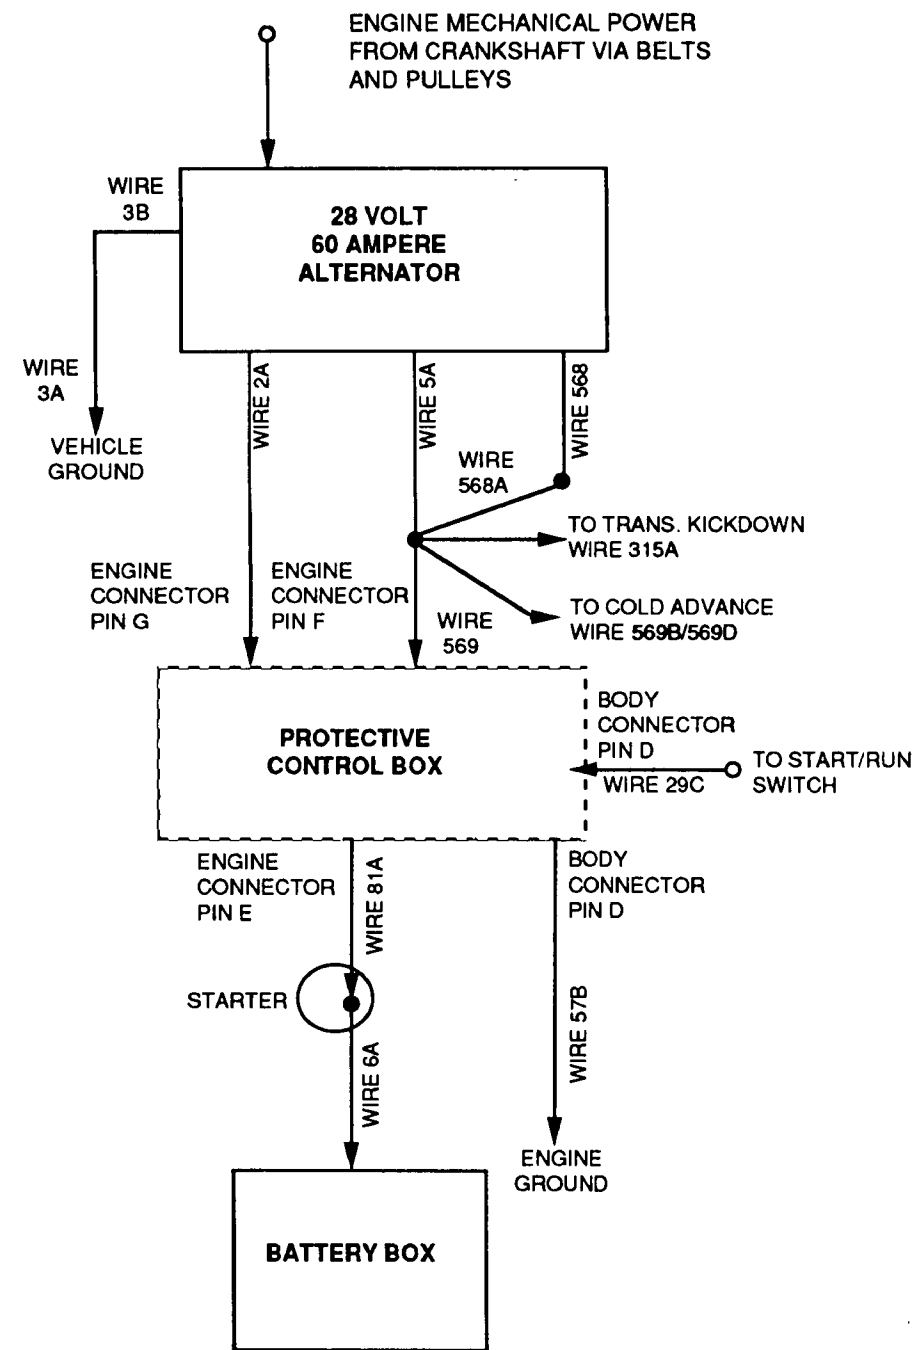 ENGINE MECHANICAL POWER
FROM CRANKSHAFT VIA BELTS
AND PULLEYS
WIRE
3B
28 VOLT
60 AMPERE
ALTERNATOR
WIRE
3A
VEHICLE
GROUND
WIRE 2A
WIRE 5A
WIRE 568
WIRE
568A
TO TRANS. KICKDOWN
WIRE 315A
ENGINE
CONNECTOR
PIN G
ENGINE
CONNECTOR
PIN F
WIRE
569
TO COLD ADVANCE
WIRE 569B/569D
PROTECTIVE
CONTROL BOX
BODY
CONNECTOR
PIN D
WIRE 29C
TO START/RUN
SWITCH
ENGINE
CONNECTOR
PIN E
WIRE 81A
BODY
CONNECTOR
PIN D
STARTER
WIRE 6A
WIRE 57B
ENGINE
GROUND
BATTERY BOX